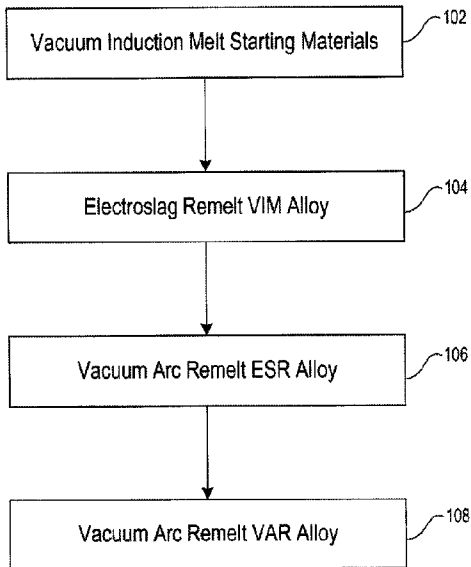 Vacuum Induction Melt Starting Materials
102
Electroslag Remelt VIM Alloy
104
Vacuum Arc Remelt ESR Alloy
106
Vacuum Arc Remelt VAR Alloy
108